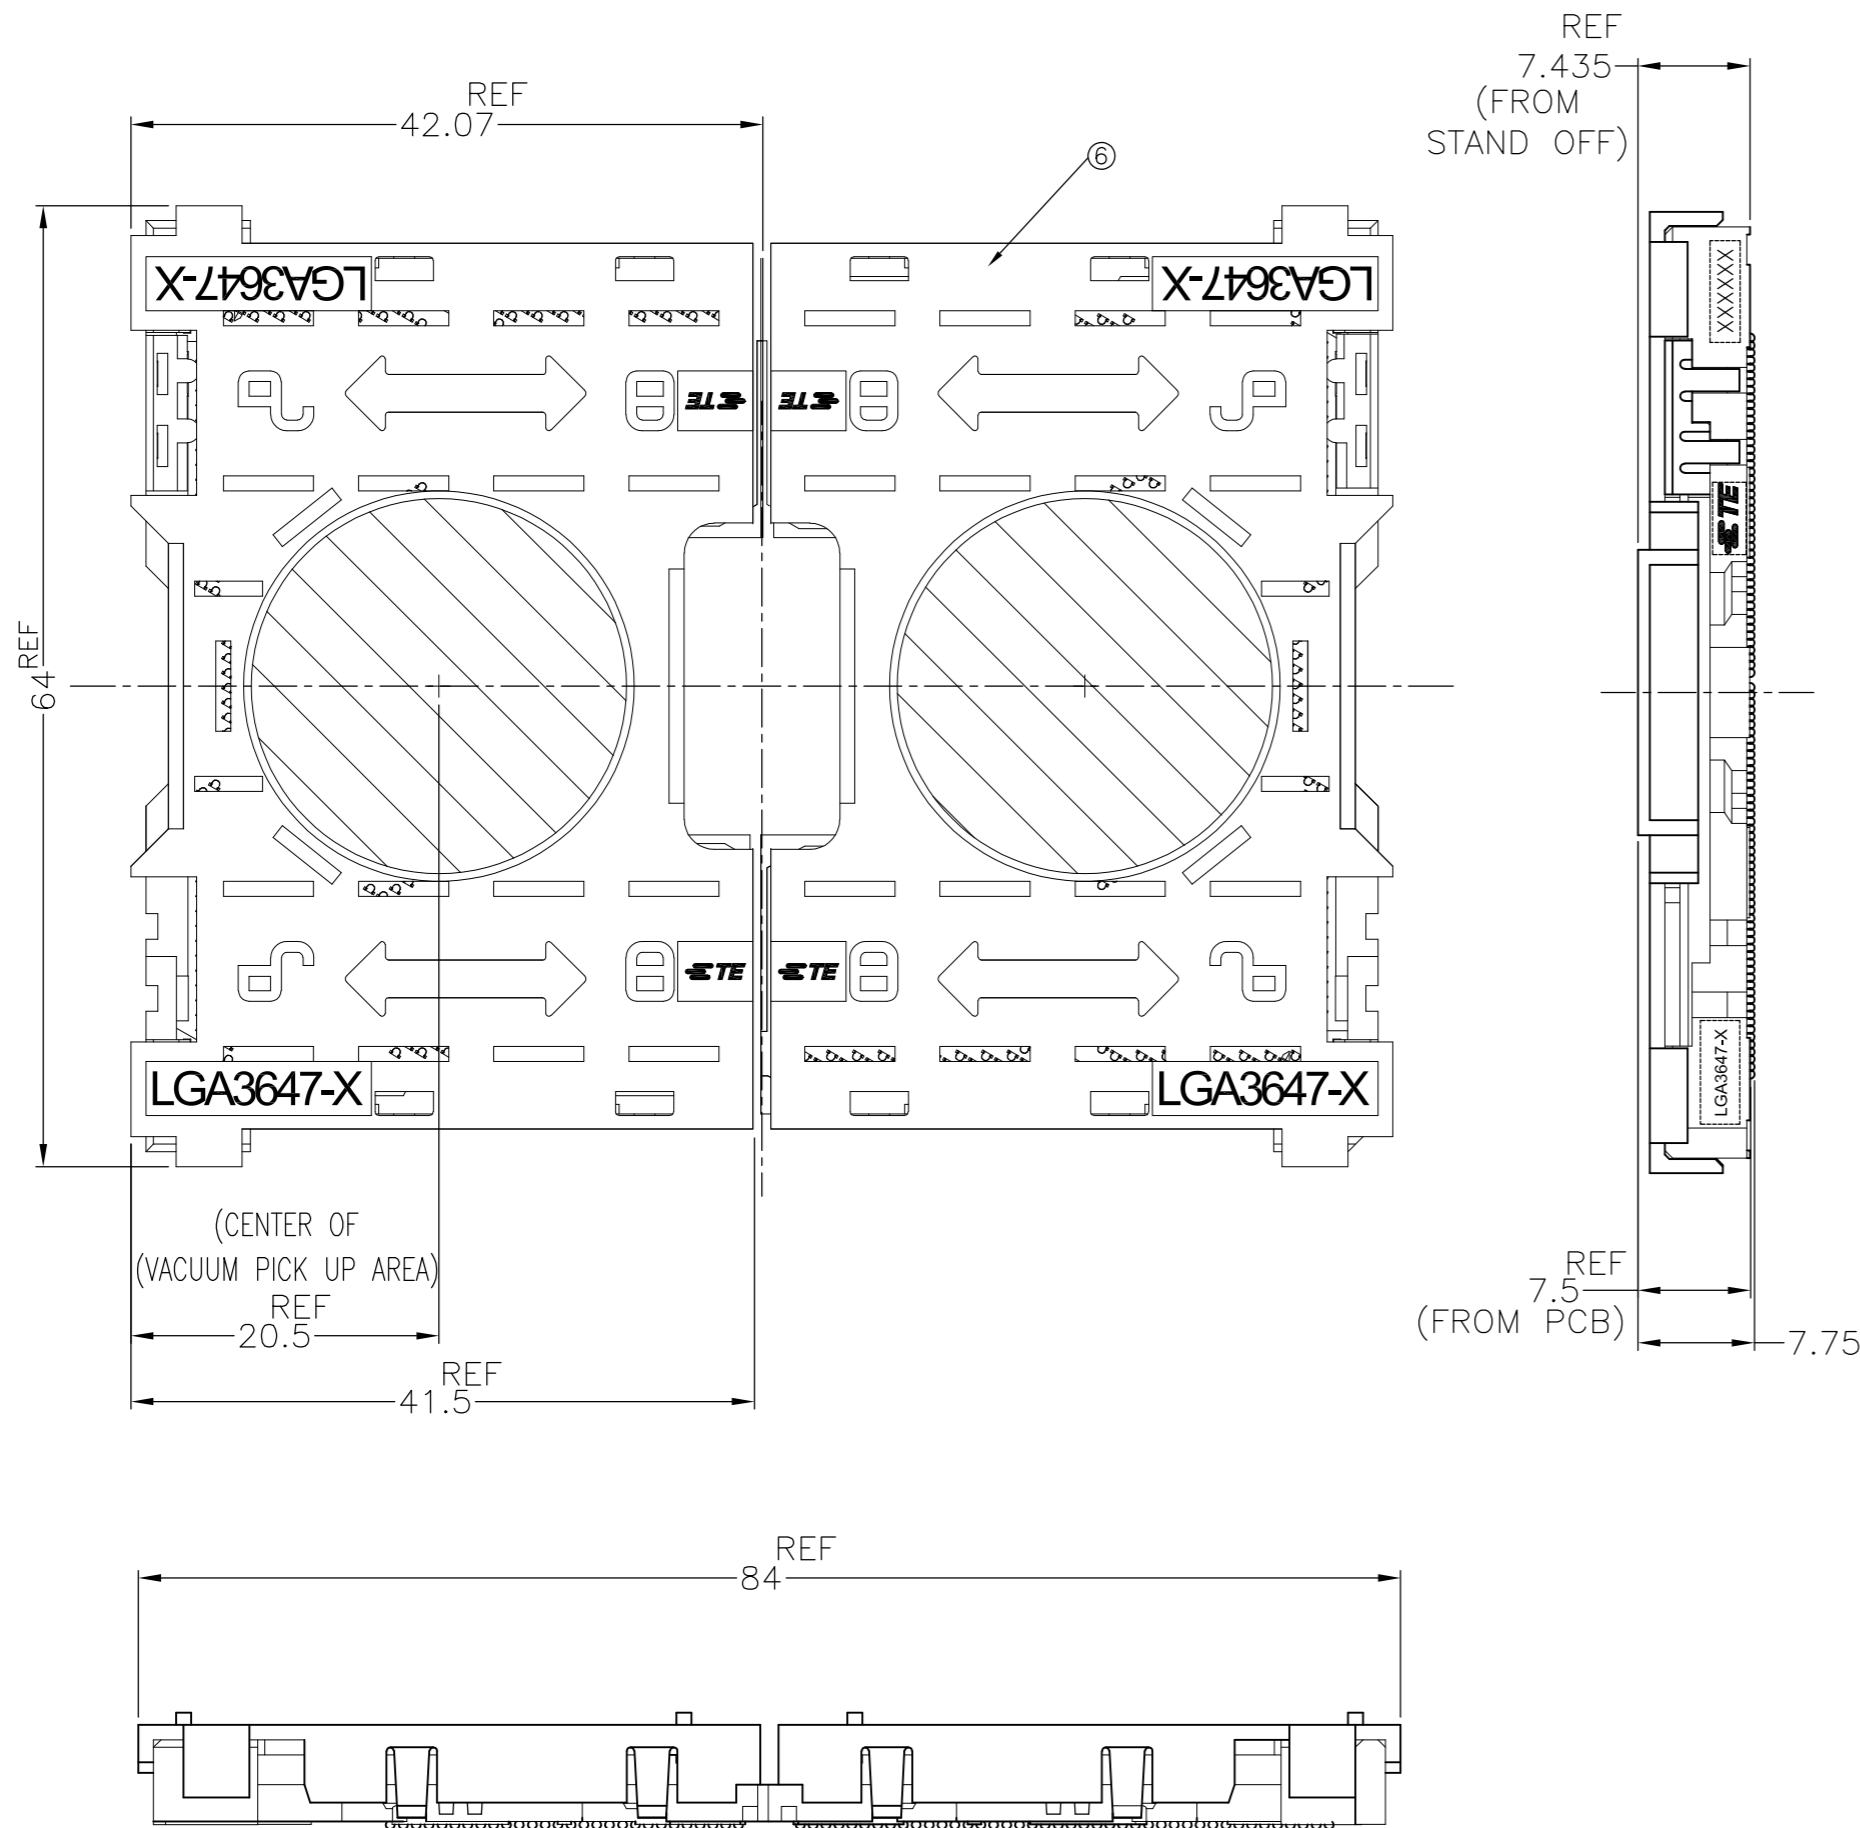 REF
7.435
(FROM
STAND OFF)
REF
42.07
6
LGA3647-X
LGA3647-X
XXXXXX
TE
TE
TE
REF
64
TE
TE
LGA3647-X
LGA3647-X
LGA3647-X
(CENTER OF
(VACUUM PICK UP AREA)
REF
20.5
REF
41.5
REF
7.5
(FROM PCB)
7.75
REF
84